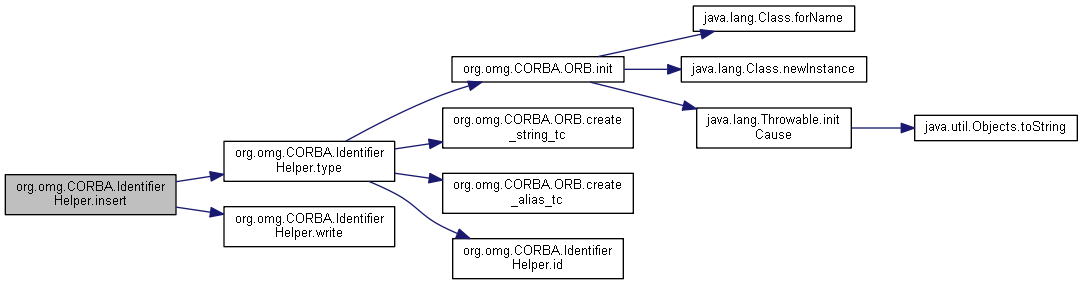 java.lang.Class.forName
org.omg.CORBA.ORB.init
java.lang.Class.newInstance
org.omg.CORBA.ORB.create
_string_tc
java.lang.Throwable.init
Cause
java.util.Objects.toString
org.omg.CORBA.Identifier
Helper.type
org.omg.CORBA.Identifier
Helper.insert
org.omg.CORBA.ORB.create
_alias_tc
org.omg.CORBA.Identifier
Helper.write
org.omg.CORBA.Identifier
Helper.id